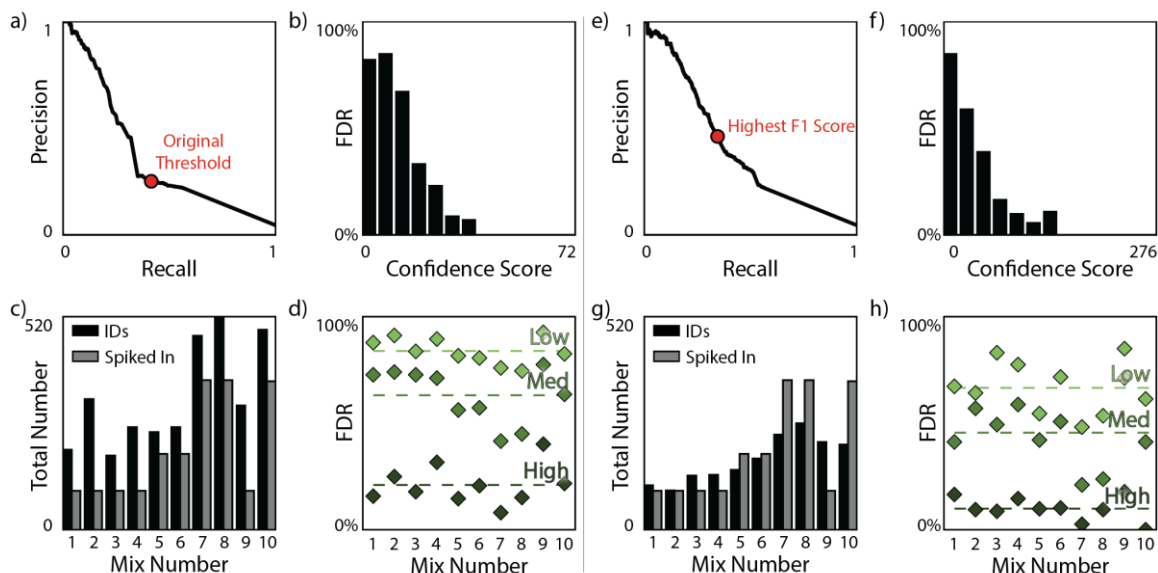 a)
1
Precision
0
Original
Threshold
0
1
Recall
b)
100%
FDR
0%
0
72
Confidence Score
e)
1
Precision
0
Highest F1 Score
0
1
Recall
f)
100%
FDR
0%
0
276
Confidence Score
c)
520
Total Number
0
IDs
Spiked In
1 2 3 4 5 6 7 8 9 10
Mix Number
d)
100%
FDR
0%
Low
Med
High
1 2 3 4 5 6 7 8 9 10
Mix Number
g)
520
Total Number
0
IDs
Spiked In
1 2 3 4 5 6 7 8 9 10
Mix Number
h)
100%
FDR
0%
Low
Med
High
1 2 3 4 5 6 7 8 9 10
Mix Number